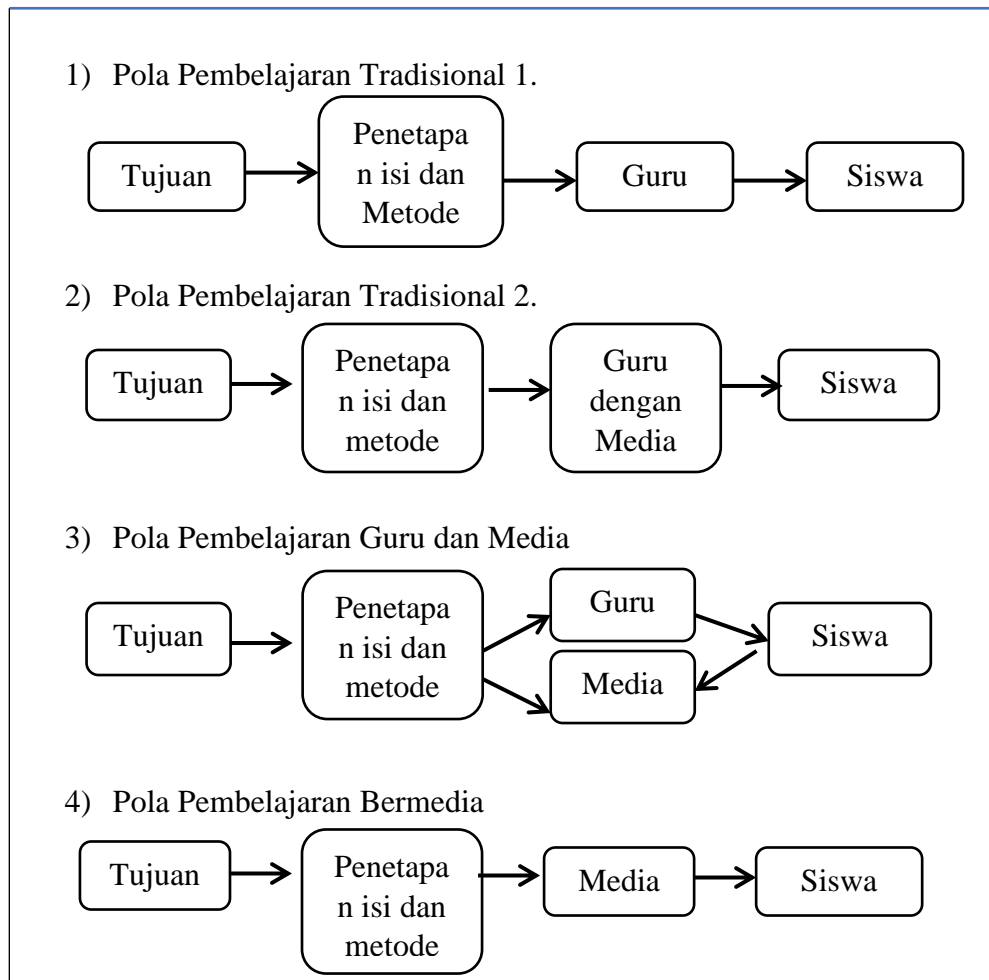 1) Pola Pembelajaran Tradisional 1.
Tujuan
Penetapa
n isi dan
Metode
Guru
Siswa
2) Pola Pembelajaran Tradisional 2.
Tujuan
Penetapa
n isi dan
metode
Guru
dengan
Media
Siswa
3) Pola Pembelajaran Guru dan Media
Tujuan
Penetapa
n isi dan
metode
Guru
Media
Siswa
4) Pola Pembelajaran Bermedia
Tujuan
Penetapa
n isi dan
metode
Media
Siswa